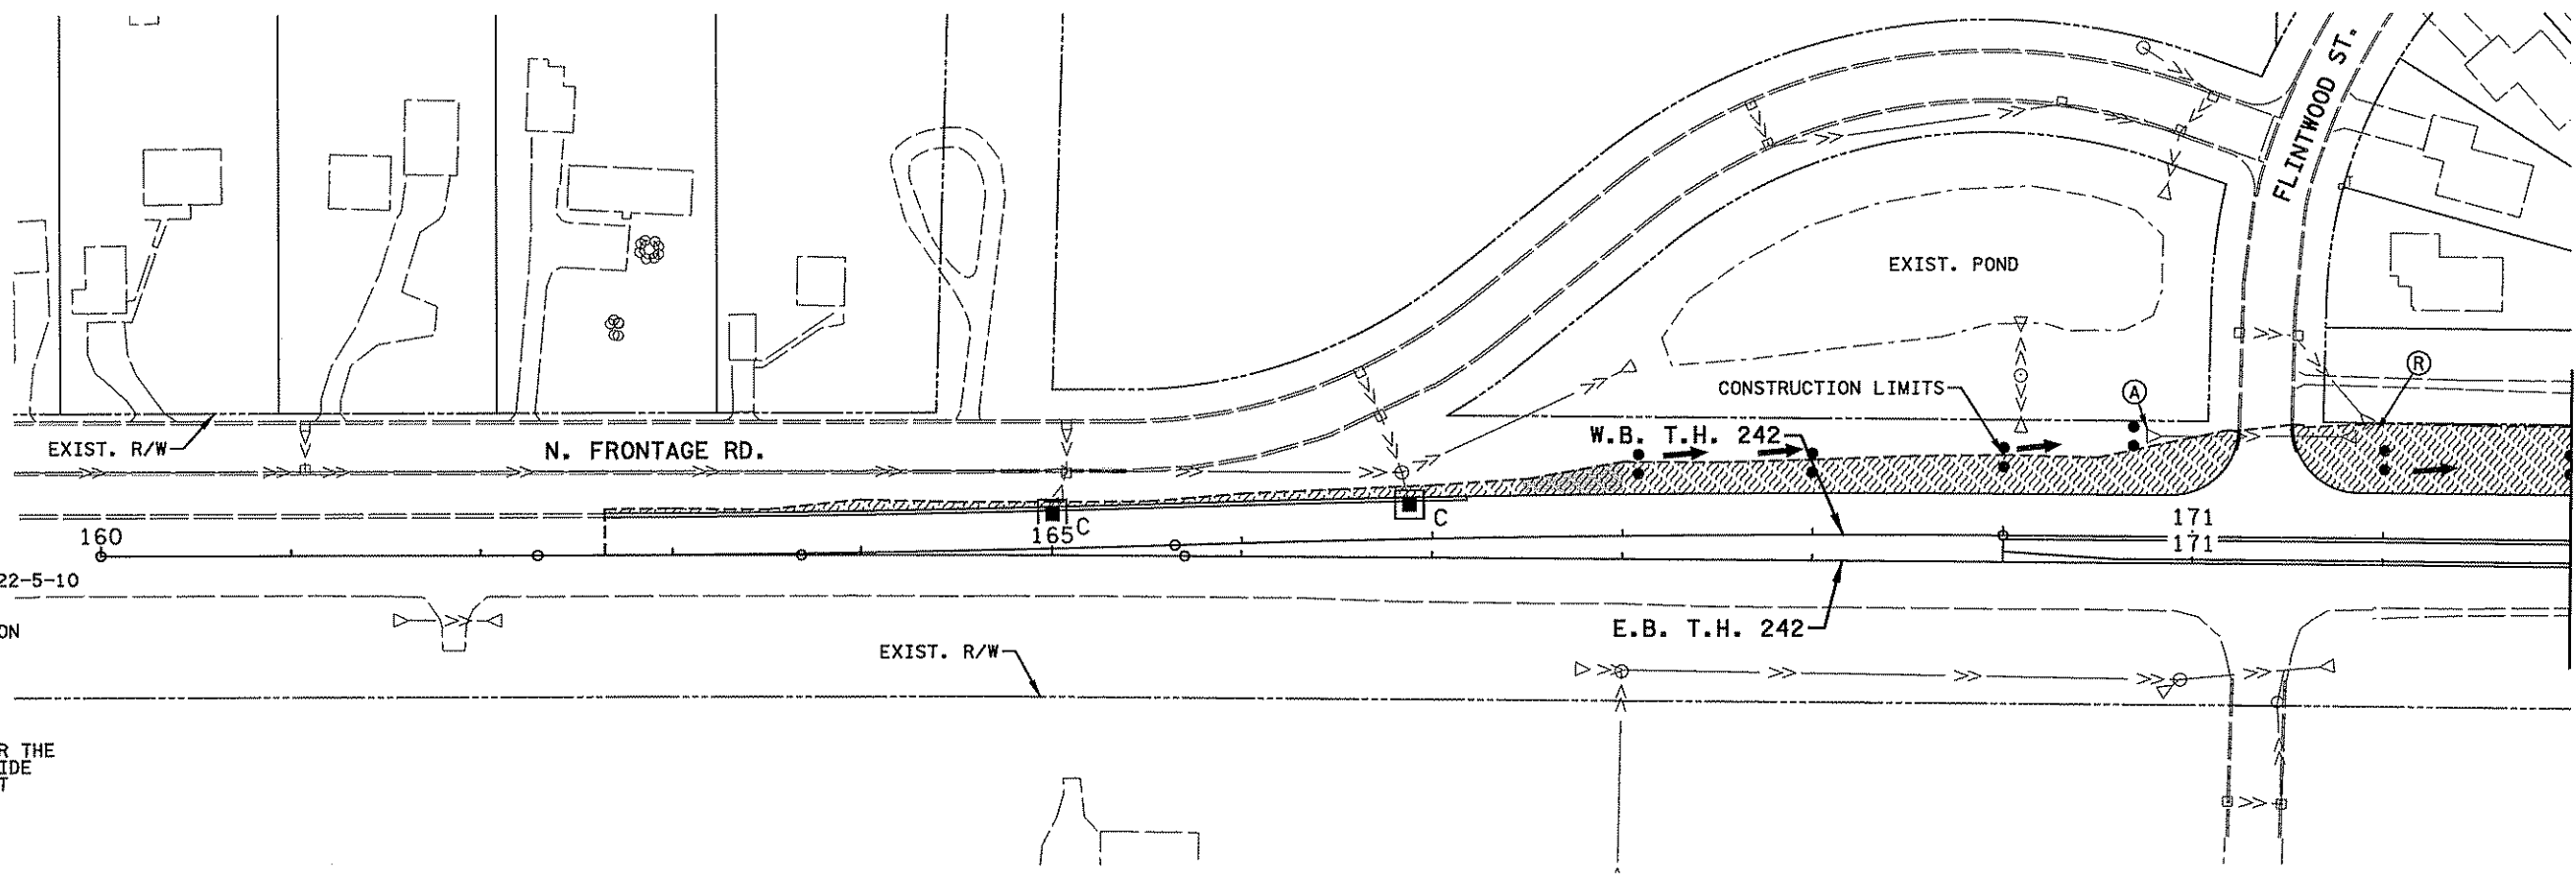 FLINTWOOD ST.
EXIST. POND
CONSTRUCTION LIMITS
A
R
EXIST. R/W
N. FRONTAGE RD.
W.B. T.H. 242
C
C
160
165
171
171
22-5-10
ON
E.B. T.H. 242
EXIST. R/W
R THE
IDE
T